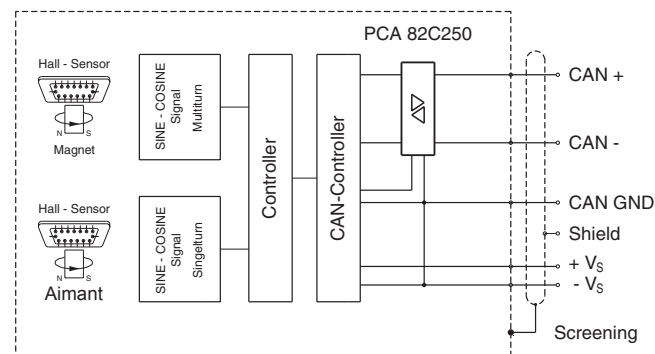 PCA 82C250
Hall - Sensor
N S
Magnet
SINE - COSINE
Signal
Multiturn
Hall - Sensor
N S
Aimant
SINE - COSINE
Signal
Singelturn
Controller
CAN-Controller
CAN +
CAN -
CAN GND
Shield
+ VS
- VS
Screening